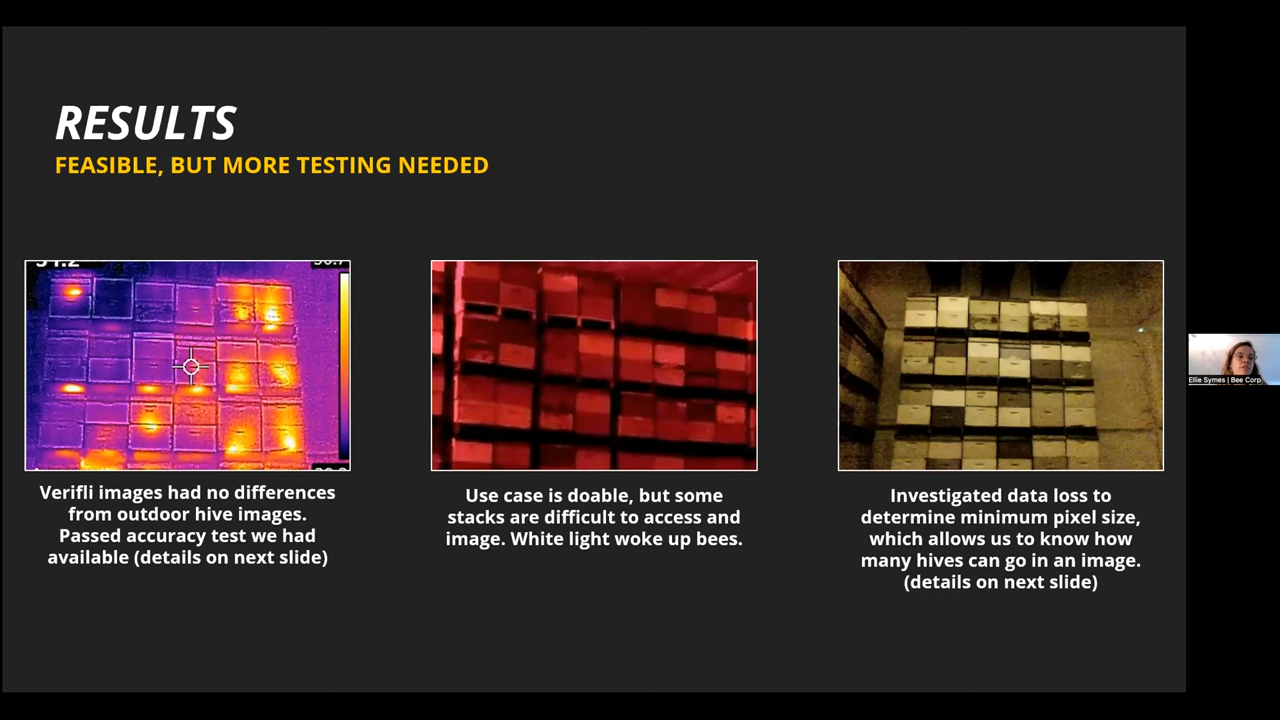 RESULTS
FEASIBLE, BUT MORE TESTING NEEDED
Verifli images had no differences
from outdoor hive images.
Passed accuracy test we had
available (details on next slide)
Use case is doable, but some
stacks are difficult to access and
image. White light woke up bees.
Investigated data loss to
determine minimum pixel size,
which allows us to know how
many hives can go in an image.
(details on next slide)
Ellie Symes | Bee Corp